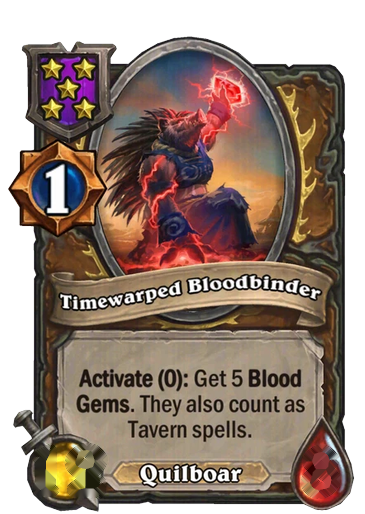 1
Timewarped Bloodbinder
Activate (0): Get 5 Blood
Gems. They also count as
Tavern spells.
Quilboar